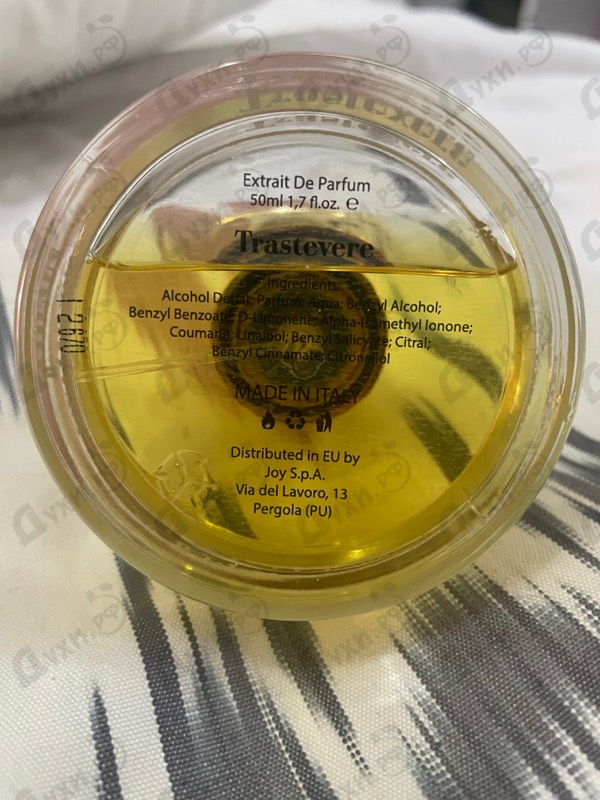 Extrait De Parfum
50ml 1,7 fl.oz. ℮
Trastevere
Ingredients:
Alcohol Denat; Parfum; Aqua; Benzyl Alcohol;
Benzyl Benzoate; D-Limonene; Alpha-Isomethyl Ionone;
Coumarin; Linalool; Benzyl Salicylate; Citral;
Benzyl Cinnamate; Citronellol
MADE IN ITALY
Distributed in EU by
Joy S.p.A.
Via del Lavoro, 13
Pergola (PU)
Духи.рф